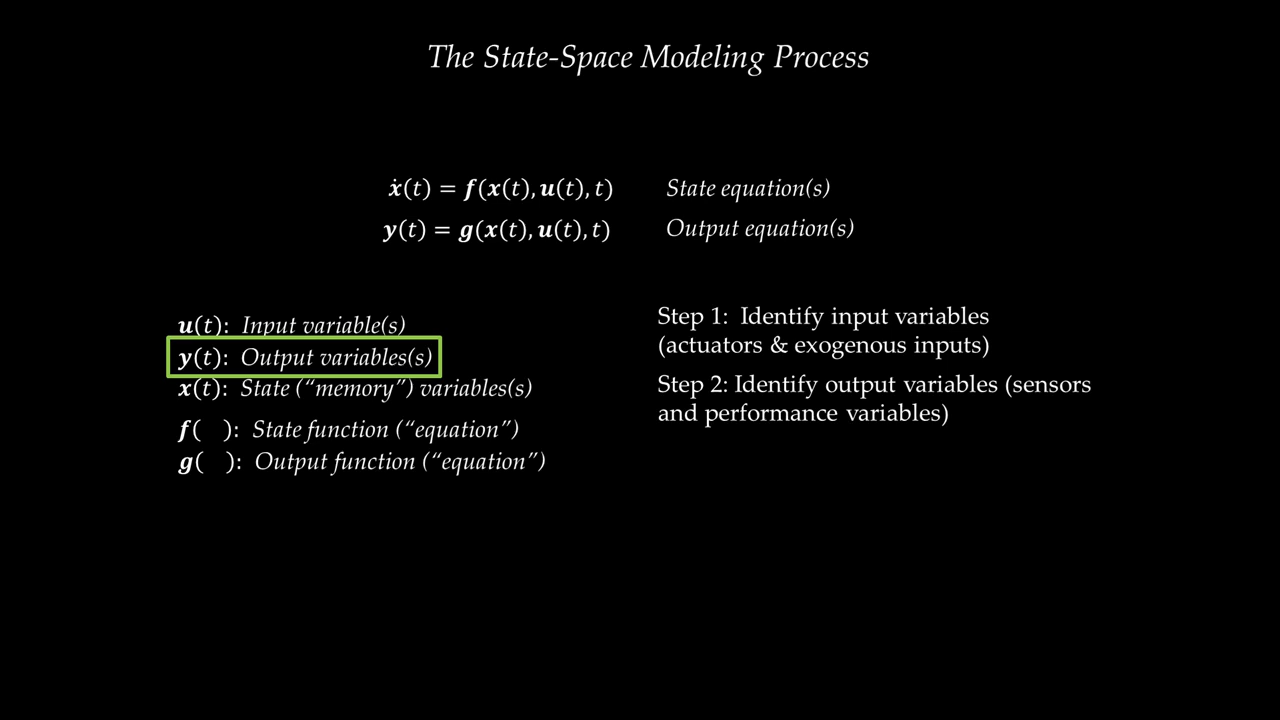 The State-Space Modeling Process
ẋ(t) = f(x(t), u(t), t) State equation(s)
y(t) = g(x(t), u(t), t) Output equation(s)
u(t): Input variable(s)
y(t): Output variables(s)
x(t): State (“memory”) variables(s)
f( ): State function (“equation”)
g( ): Output function (“equation”)
Step 1: Identify input variables
(actuators & exogenous inputs)
Step 2: Identify output variables (sensors
and performance variables)